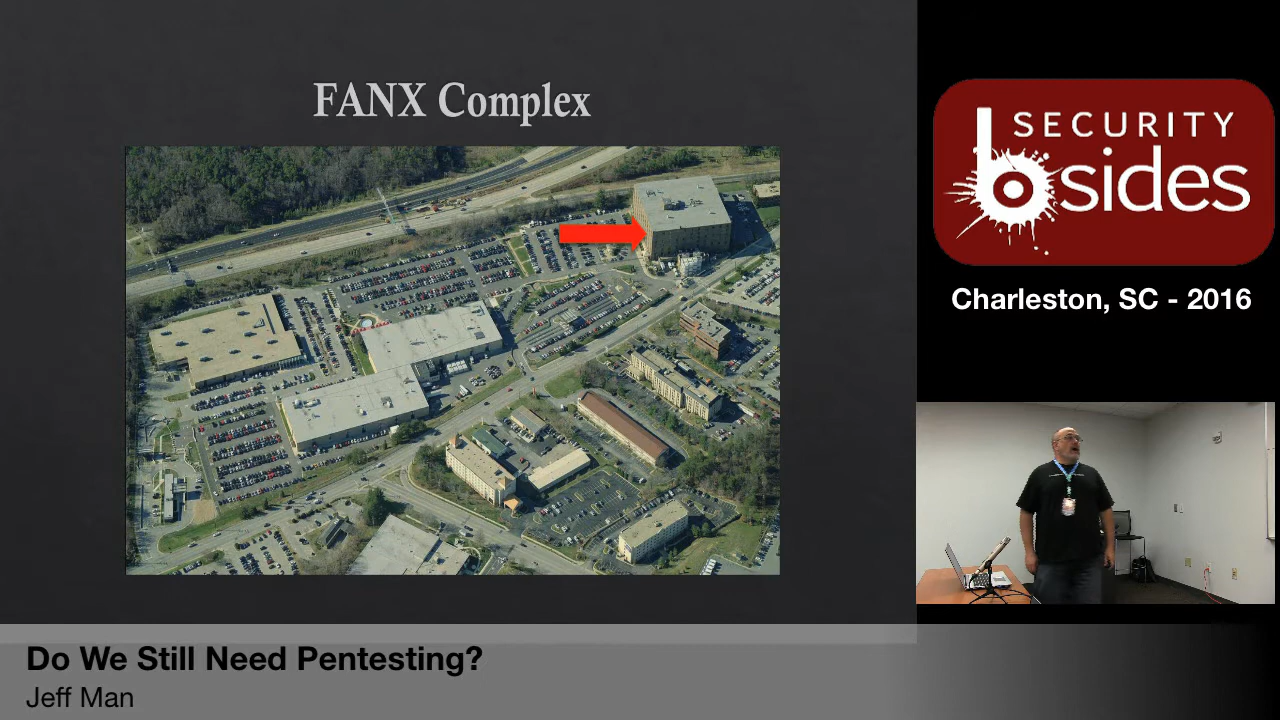 FANX Complex
SECURITY
bsides
Charleston, SC - 2016
Do We Still Need Pentesting?
Jeff Man